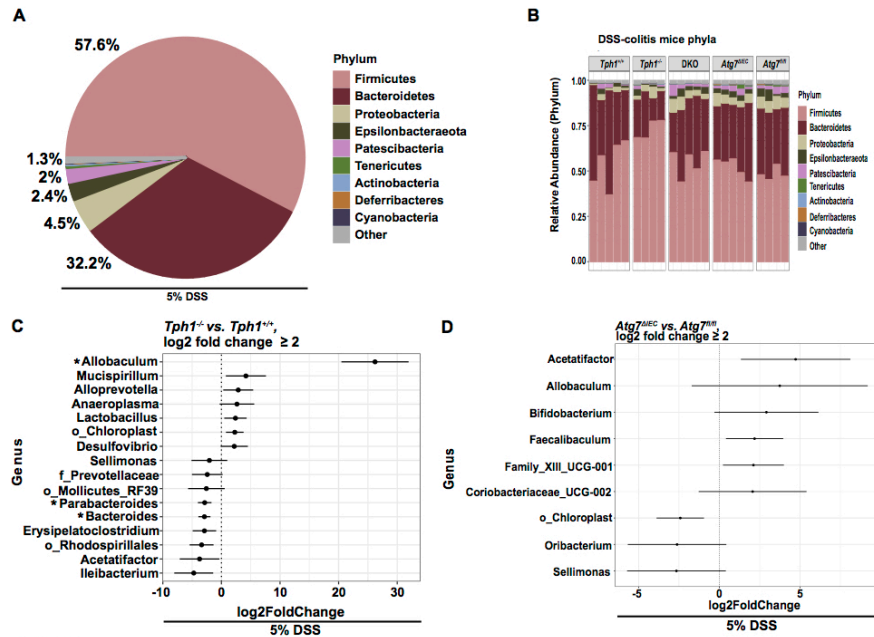 A
57.6%
1.3%
2%
2.4%
4.5%
32.2%
5% DSS
Phylum
Firmicutes
Bacteroidetes
Proteobacteria
Epsilonbacteraeota
Patescibacteria
Tenericutes
Actinobacteria
Deferribacteres
Cyanobacteria
Other
B
DSS-colitis mice phyla
Tph1+/+ Tph1-/- DKO Atg7ΔIEC Atg7fl/fl
Relative Abundance (Phylum)
1.00
0.75
0.50
0.25
0.00
Phylum
Firmicutes
Bacteroidetes
Proteobacteria
Epsilonbacteraeota
Patescibacteria
Tenericutes
Actinobacteria
Deferribacteres
Cyanobacteria
Other
C
Tph1-/- vs. Tph1+/+,
log2 fold change ≥ 2
Genus
*Allobaculum
Mucispirillum
Alloprevotella
Anaeroplasma
Lactobacillus
o_Chloroplast
Desulfovibrio
Sellimonas
f_Prevotellaceae
o_Mollicutes_RF39
*Parabacteroides
*Bacteroides
Erysipelatoclostridium
o_Rhodospirillales
Acetatifactor
Ileibacterium
-10 0 10 20 30
log2FoldChange
5% DSS
D
Atg7ΔIEC vs. Atg7fl/fl,
log2 fold change ≥ 2
Genus
Acetatifactor
Allobaculum
Bifidobacterium
Faecalibaculum
Family_XIII_UCG-001
Coriobacteriaceae_UCG-002
o_Chloroplast
Oribacterium
Sellimonas
-5 0 5
log2FoldChange
5% DSS